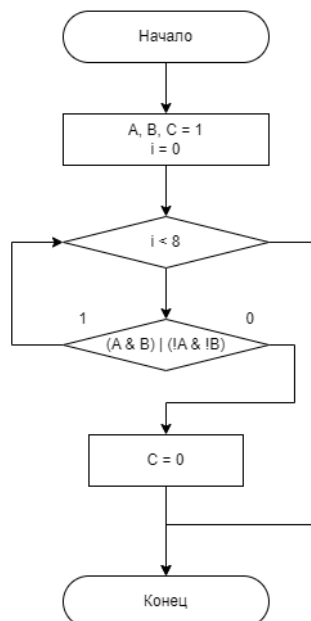 Начало
A, B, C = 1
i = 0
i < 8
1
0
(A & B) | (!A & !B)
C = 0
Конец